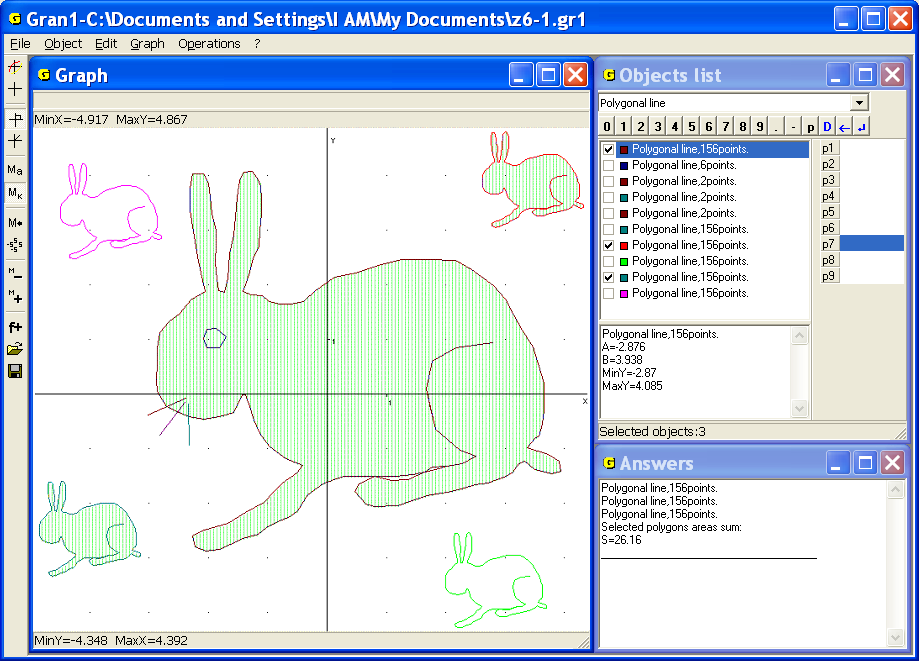 Gran1-C:\Documents and Settings\I AM\My Documents\z6-1.gr1
File Object Edit Graph Operations ?
Ma
Mк
M*
M
M+
f+
Graph
MinX=-4.917 MaxY=4.867
Y
1
1
X
MinY=-4.348 MaxX=4.392
Objects list
Polygonal line
0 1 2 3 4 5 6 7 8 9 . - p D
Polygonal line,156points. p1
Polygonal line,6points. p2
Polygonal line,2points. p3
Polygonal line,2points. p4
Polygonal line,2points. p5
Polygonal line,156points. p6
Polygonal line,156points. p7
Polygonal line,156points. p8
Polygonal line,156points. p9
Polygonal line,156points.
Polygonal line,156points.
A=-2.876
B=3.938
MinY=-2.87
MaxY=4.085
Selected objects:3
Answers
Polygonal line,156points.
Polygonal line,156points.
Polygonal line,156points.
Selected polygons areas sum:
S=26.16